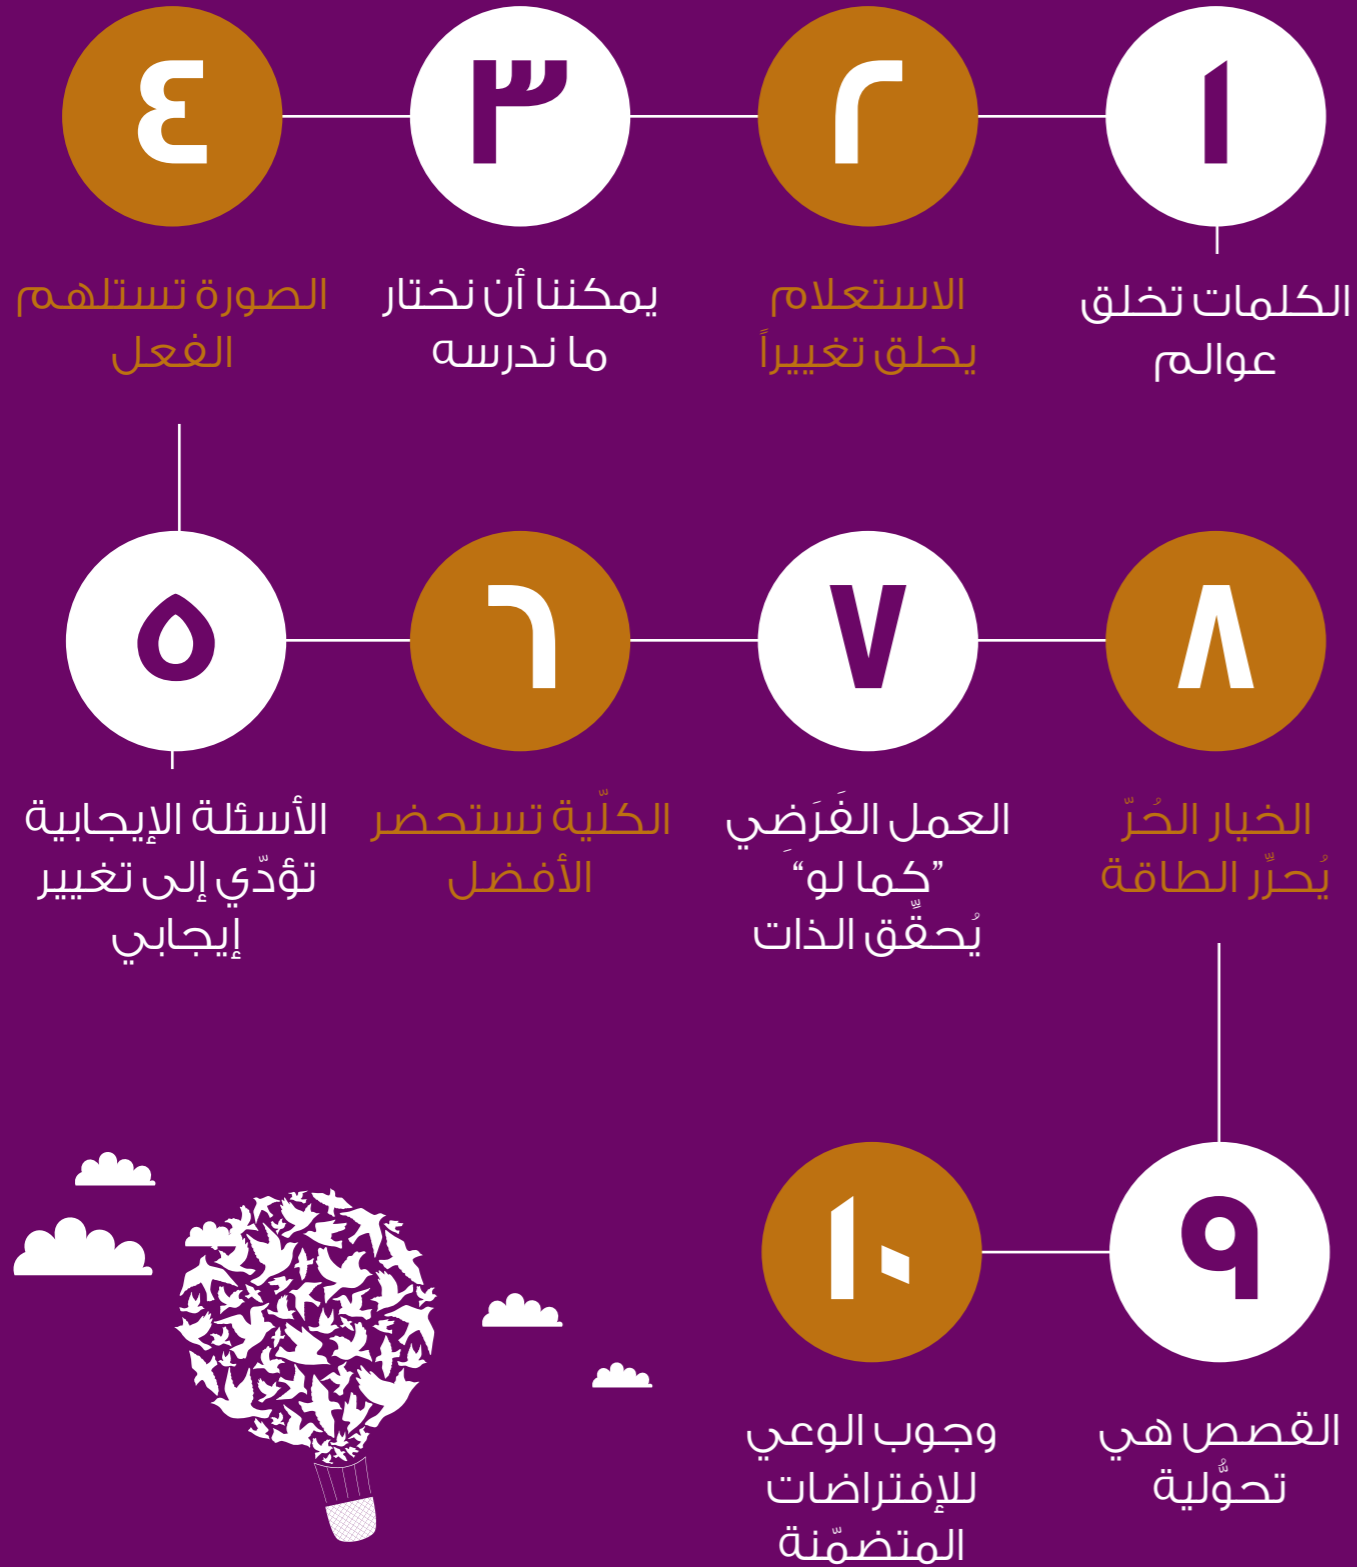 ١
الكلمات تخلق
عوالم
٢
الاستعلام
يخلق تغييراً
٣
يمكننا أن نختار
ما ندرسه
٤
الصورة تستلهم
الفعل
٥
الأسئلة الإيجابية
تؤدّي إلى تغيير
إيجابي
٦
الكلّية تستحضر
الأفضل
٧
العمل الفَرَضِي
”كما لو“
يُحقِّق الذات
٨
الخيار الحُرّ
يُحرِّر الطاقة
٩
القصص هي
تحوُّلية
١٠
وجوب الوعي
للإفتراضات
المتضمّنة